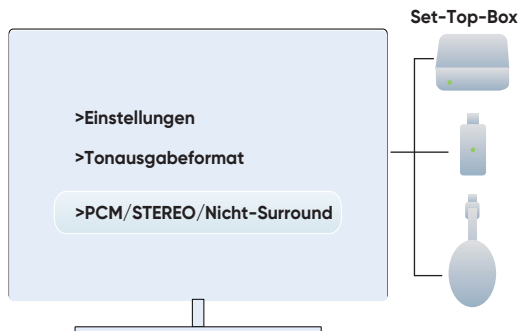 Set-Top-Box
>Einstellungen
>Tonausgabeformat
>PCM/STEREO/Nicht-Surround